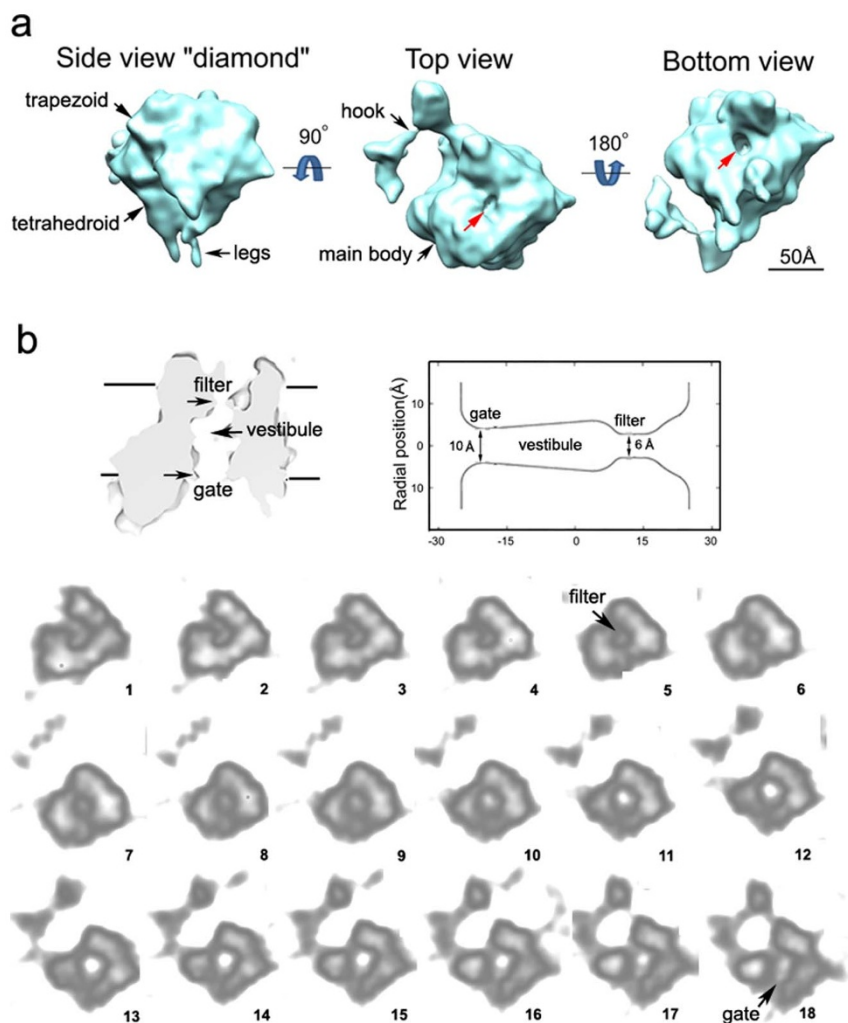 a
Side view "diamond"
Top view
Bottom view
trapezoid
hook
90°
180°
tetrahedroid
legs
main body
50Å
b
filter
vestibule
gate
Radial position(Å)
10
0
10
gate
filter
10 Å
vestibule
6 Å
-30
-15
0
15
30
filter
1
2
3
4
5
6
7
8
9
10
11
12
13
14
15
16
17
gate
18